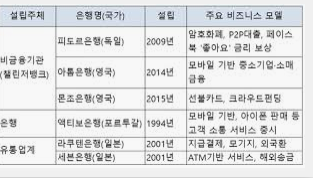 설립주체 은행명(국가) 설립 주요 비즈니스 모델
비금융기관
(챌린저뱅크)
피도르은행(독일) 2009년 암호화폐, P2P대출, 페이스
북 '좋아요' 금리 보상
아톰은행(영국) 2014년 모바일 기반 중소기업·소매
금융
몬조은행(영국) 2015년 선불카드, 크라우드펀딩
은행 액티보은행(포르투갈) 1994년 모바일 기반, 아이폰 판매 등
고객 소통 서비스 중시
유통업계 라쿠텐은행(일본) 2001년 지급결제, 모기지, 외국환
세븐은행(일본) 2001년 ATM기반 서비스, 해외송금